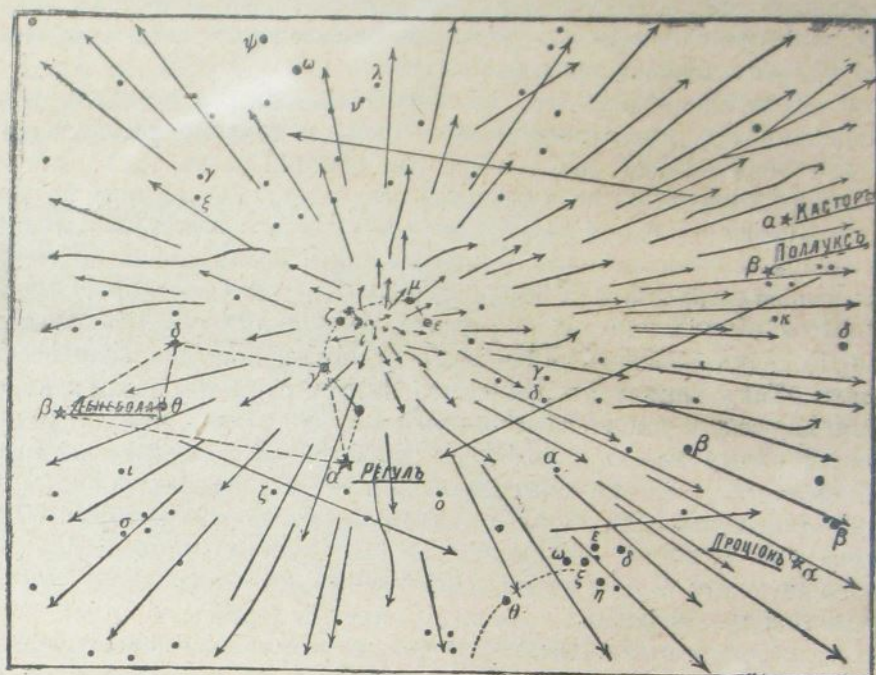 ψ
ω
λ
ν
γ
ξ
α КАСТОРЪ
ПОЛЛУКСЪ
β
μ
ζ
ε
κ
δ
δ
γ
γ
δ
β ДЕНЕБОЛА θ
β
α
α РЕГУЛЪ
ι
ζ
ο
σ
β
ε
ω
ξ
δ
η
ПРОЦІОНЪ α
θ